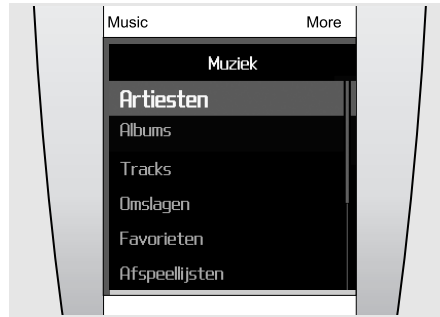 Music More
Muziek
Artiesten
Albums
Tracks
Omslagen
Favorieten
Afspeellijsten